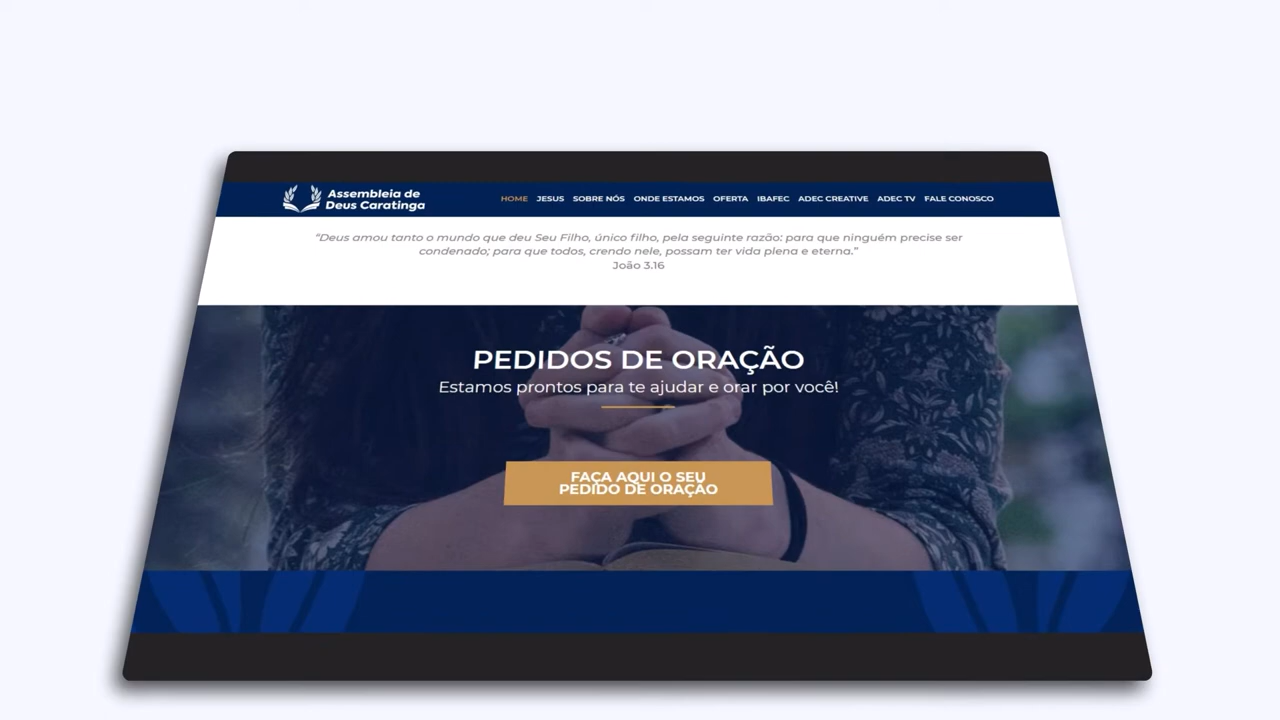 Assembleia de
Deus Caratinga
HOME JESUS SOBRE NÓS ONDE ESTAMOS OFERTA IBAFEC ADEC CREATIVE ADEC TV FALE CONOSCO
“Deus amou tanto o mundo que deu Seu Filho, único filho, pela seguinte razão: para que ninguém precise ser
condenado; para que todos, crendo nele, possam ter vida plena e eterna.”
João 3.16
PEDIDOS DE ORAÇÃO
Estamos prontos para te ajudar e orar por você!
FAÇA AQUI O SEU
PEDIDO DE ORAÇÃO